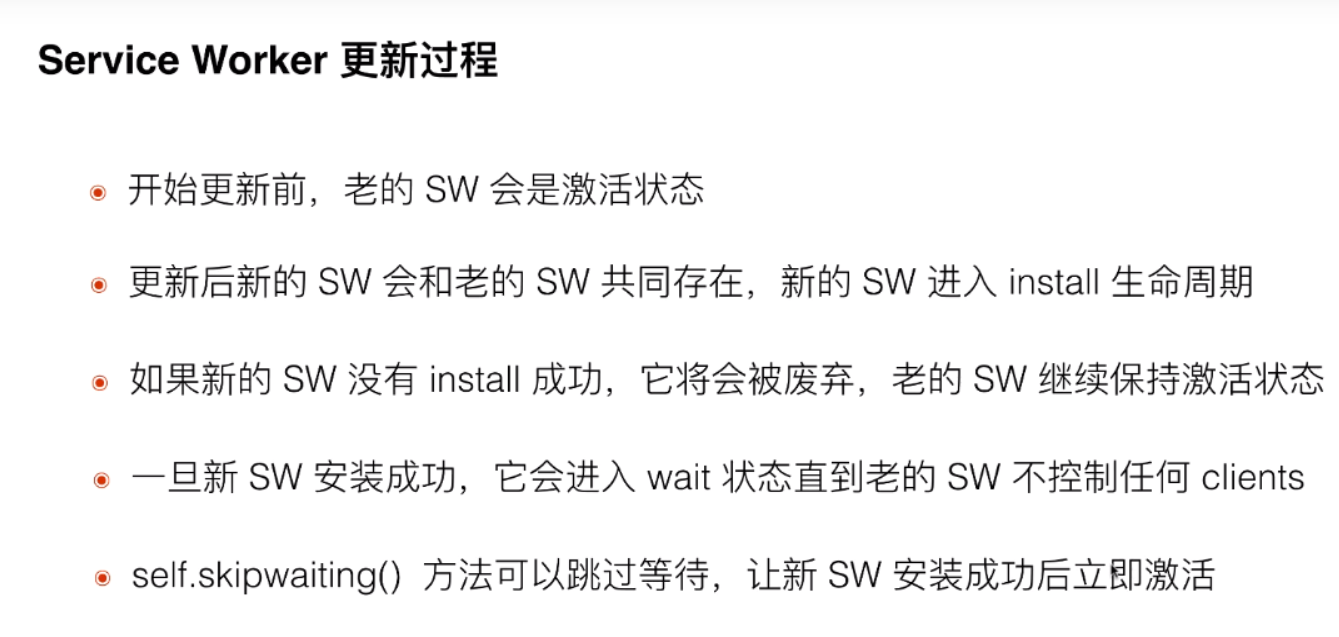 Service Worker 更新过程
开始更新前，老的 SW 会是激活状态
更新后新的 SW 会和老的 SW 共同存在，新的 SW 进入 install 生命周期
如果新的 SW 没有 install 成功，它将会被废弃，老的 SW 继续保持激活状态
一旦新 SW 安装成功，它会进入 wait 状态直到老的 SW 不控制任何 clients
self.skipwaiting() 方法可以跳过等待，让新 SW 安装成功后立即激活